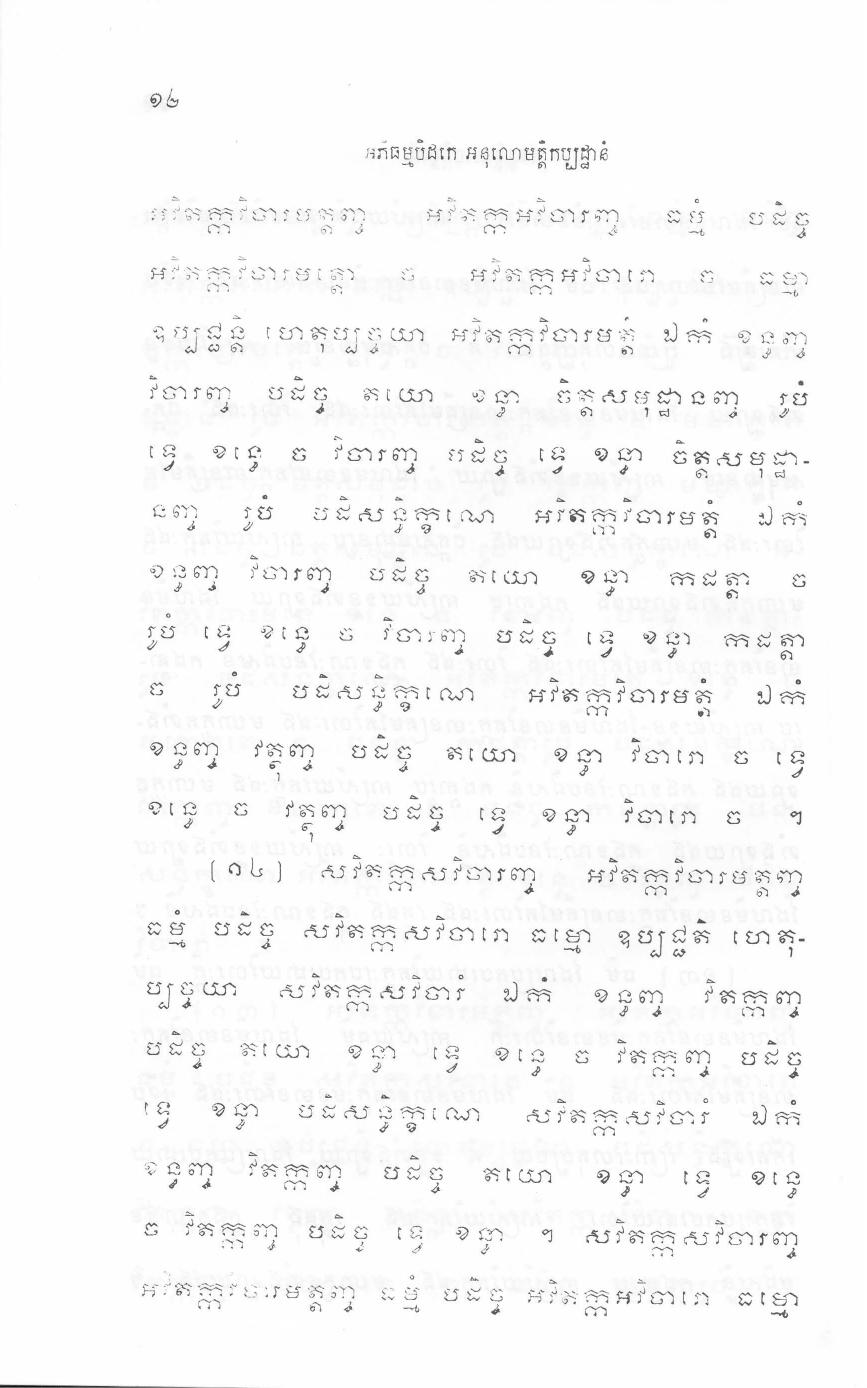 ១៤
អភិធម្មបិដកេ អនុលោមត្តិកប្បដ្ឋានំ
អវិតក្កវិចារមត្តញ្ច អវិតក្កអវិចារញ្ច ធម្មំ បដិច្ច
អវិតក្កវិចារមត្តោ ច អវិតក្កអវិចារោ ច ធម្មា
ឧប្បជ្ជន្តិ ហេតុប្បច្ចយា អវិតក្កវិចារមត្តំ ឯកំ ខន្ធញ្ច
វិចារញ្ច បដិច្ច តយោ ខន្ធា ចិត្តសមុដ្ឋានញ្ច រូបំ
ទ្វេ ខន្ធេ ច វិចារញ្ច បដិច្ច ទ្វេ ខន្ធា ចិត្តសមុដ្ឋា-
នញ្ច រូបំ បដិសន្ធិក្ខណេ អវិតក្កវិចារមត្តំ ឯកំ
ខន្ធញ្ច វិចារញ្ច បដិច្ច តយោ ខន្ធា កដត្តា ច
រូបំ ទ្វេ ខន្ធេ ច វិចារញ្ច បដិច្ច ទ្វេ ខន្ធា កដត្តា
ច រូបំ បដិសន្ធិក្ខណេ អវិតក្កវិចារមត្តំ ឯកំ
ខន្ធញ្ច វត្ថុញ្ច បដិច្ច តយោ ខន្ធា វិចារោ ច ទ្វេ
ខន្ធេ ច វត្ថុញ្ច បដិច្ច ទ្វេ ខន្ធា វិចារោ ច ។
[១៤] សវិតក្កសវិចារញ្ច អវិតក្កវិចារមត្តញ្ច
ធម្មំ បដិច្ច សវិតក្កសវិចារោ ធម្មោ ឧប្បជ្ជតិ ហេតុ-
ប្បច្ចយា សវិតក្កសវិចារំ ឯកំ ខន្ធញ្ច វិតក្កញ្ច
បដិច្ច តយោ ខន្ធា ទ្វេ ខន្ធេ ច វិតក្កញ្ច បដិច្ច
ទ្វេ ខន្ធា បដិសន្ធិក្ខណេ សវិតក្កសវិចារំ ឯកំ
ខន្ធញ្ច វិតក្កញ្ច បដិច្ច តយោ ខន្ធា ទ្វេ ខន្ធេ
ច វិតក្កញ្ច បដិច្ច ទ្វេ ខន្ធា ។ សវិតក្កសវិចារញ្ច
អវិតក្កវិចារមត្តញ្ច ធម្មំ បដិច្ច អវិតក្កអវិចារោ ធម្មោ